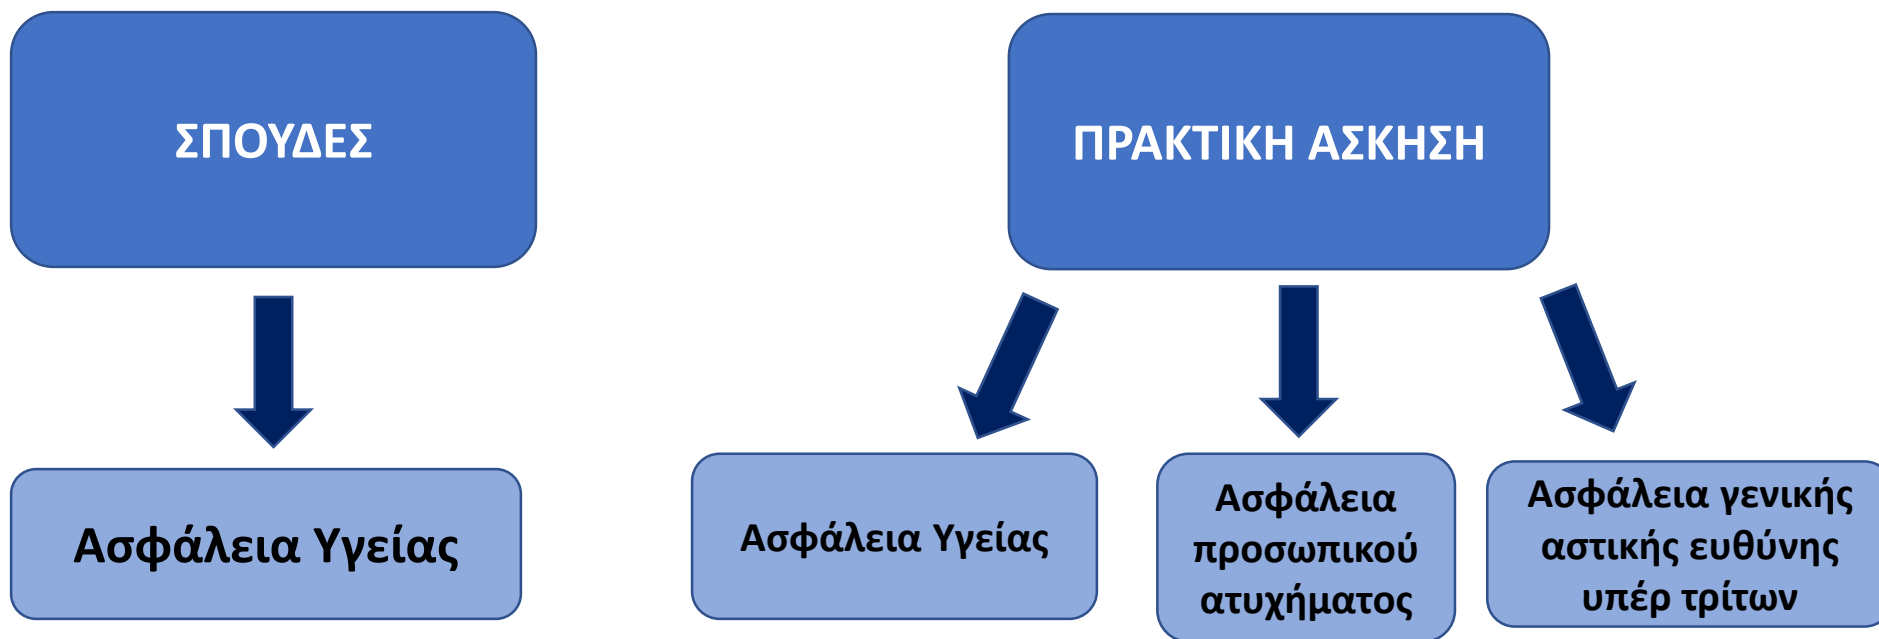 ΣΠΟΥΔΕΣ
ΠΡΑΚΤΙΚΗ ΑΣΚΗΣΗ
Ασφάλεια Υγείας
Ασφάλεια Υγείας
Ασφάλεια
προσωπικού
ατυχήματος
Ασφάλεια γενικής
αστικής ευθύνης
υπέρ τρίτων